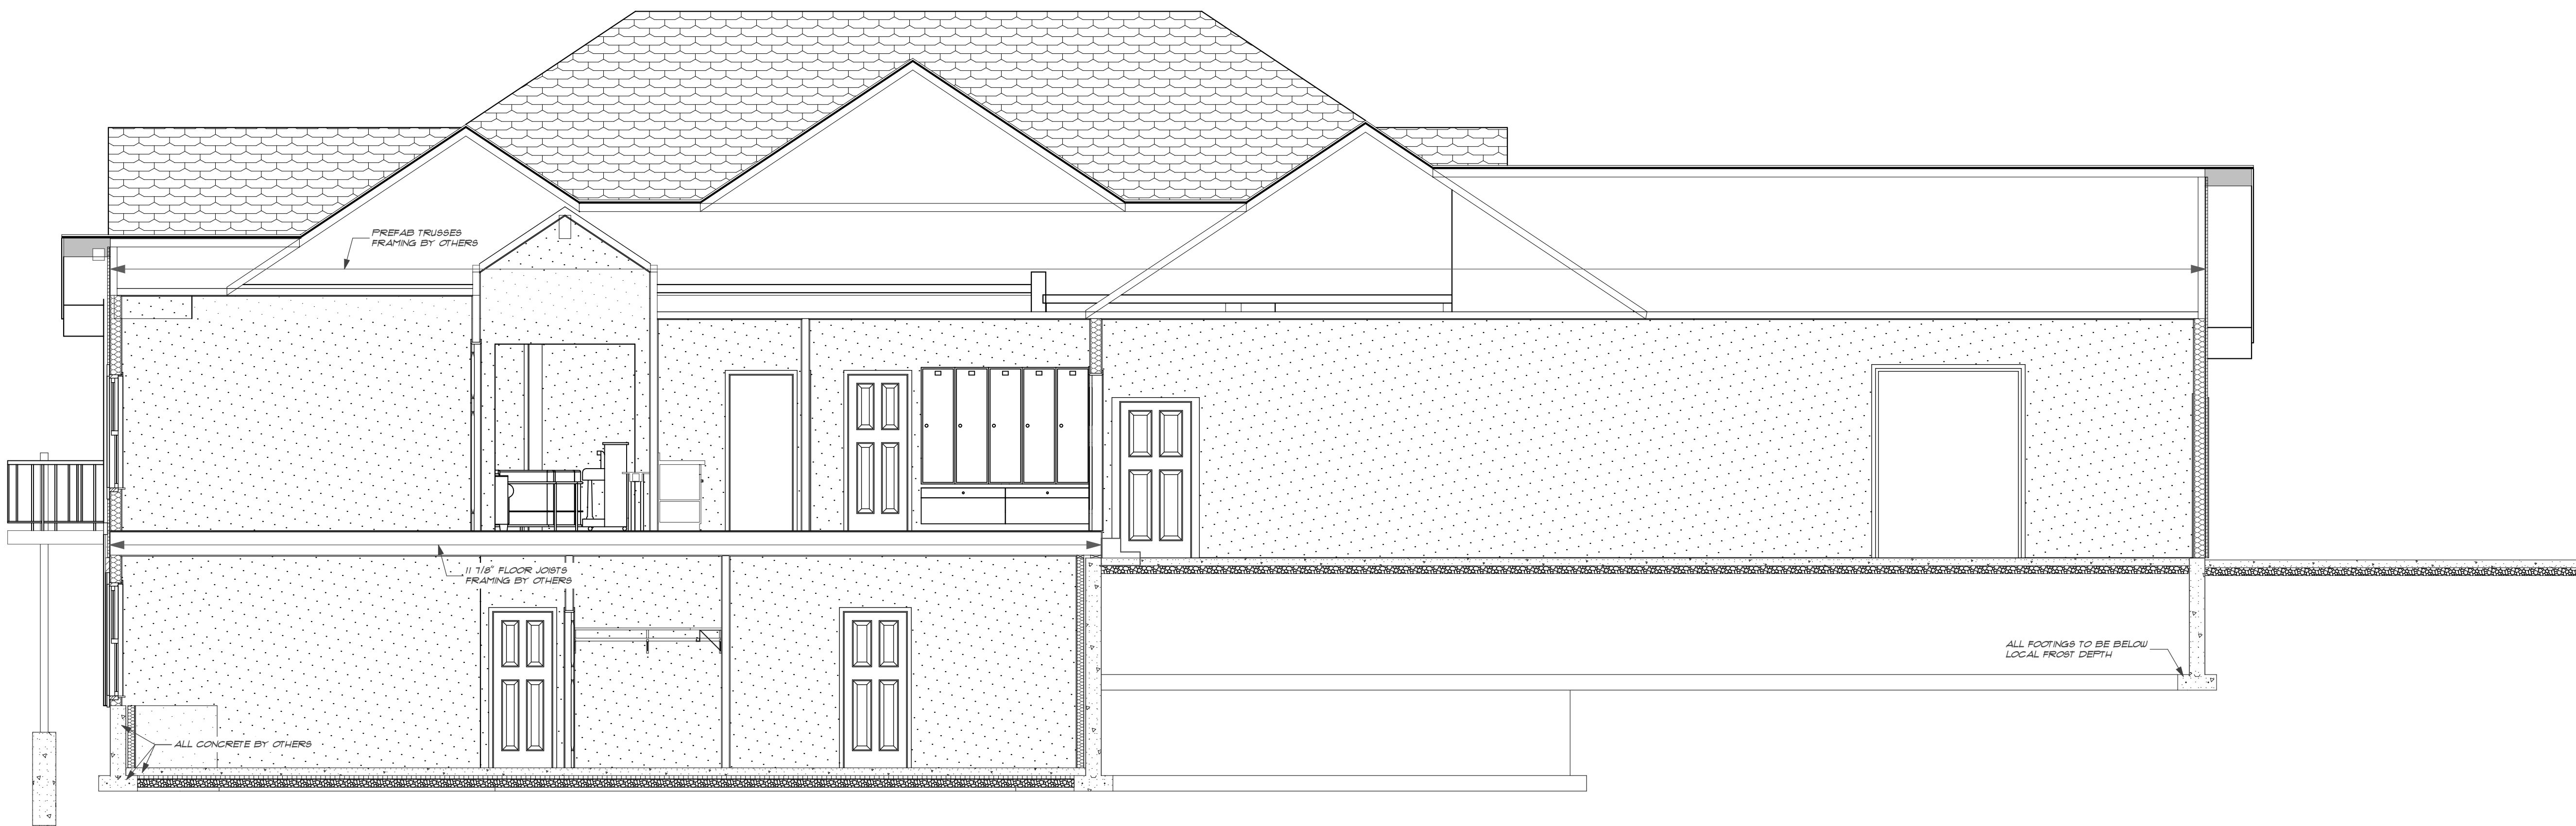 PREFAB TRUSSES
FRAMING BY OTHERS
11 7/8" FLOOR JOISTS
FRAMING BY OTHERS
ALL FOOTINGS TO BE BELOW
LOCAL FROST DEPTH
ALL CONCRETE BY OTHERS